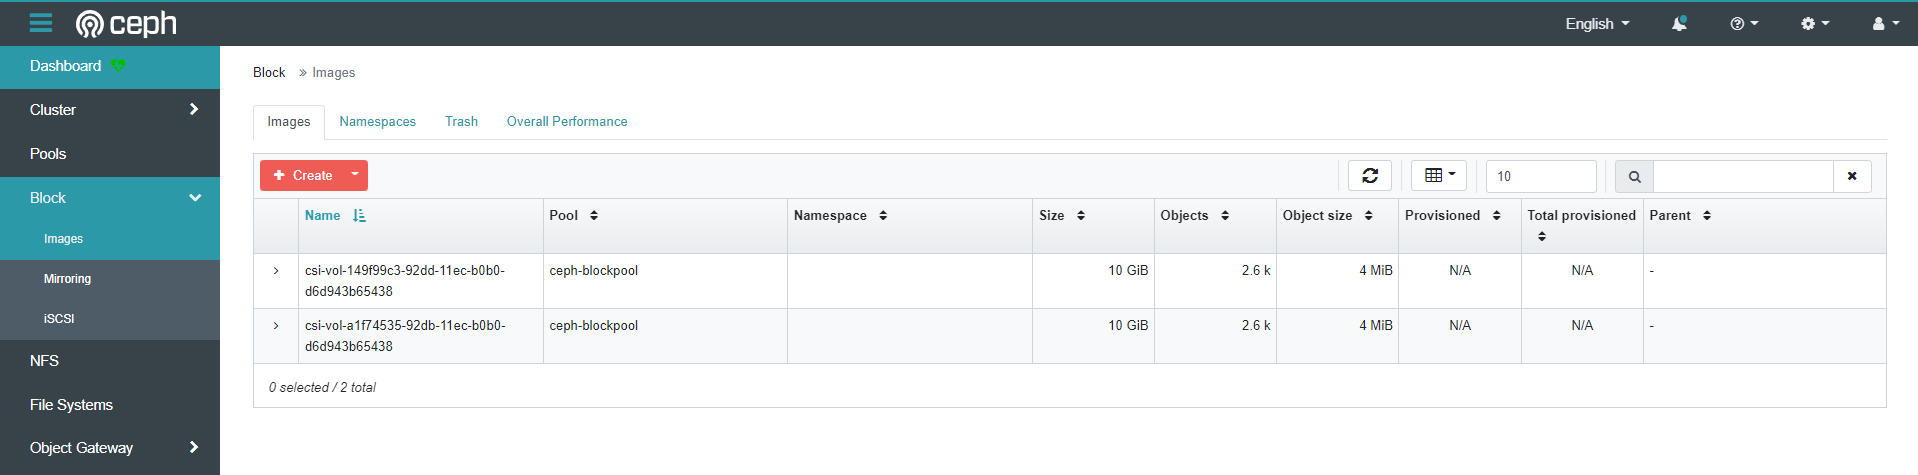 ceph
English
Dashboard
Cluster
Pools
Block
Images
Mirroring
iSCSI
NFS
File Systems
Object Gateway
Block » Images
Images Namespaces Trash Overall Performance
+ Create
10
Name Pool Namespace Size Objects Object size Provisioned Total provisioned Parent
csi-vol-149f99c3-92dd-11ec-b0b0-
d6d943b65438
ceph-blockpool 10 GiB 2.6 k 4 MiB N/A N/A -
csi-vol-a1f74535-92db-11ec-b0b0-
d6d943b65438
ceph-blockpool 10 GiB 2.6 k 4 MiB N/A N/A -
0 selected / 2 total